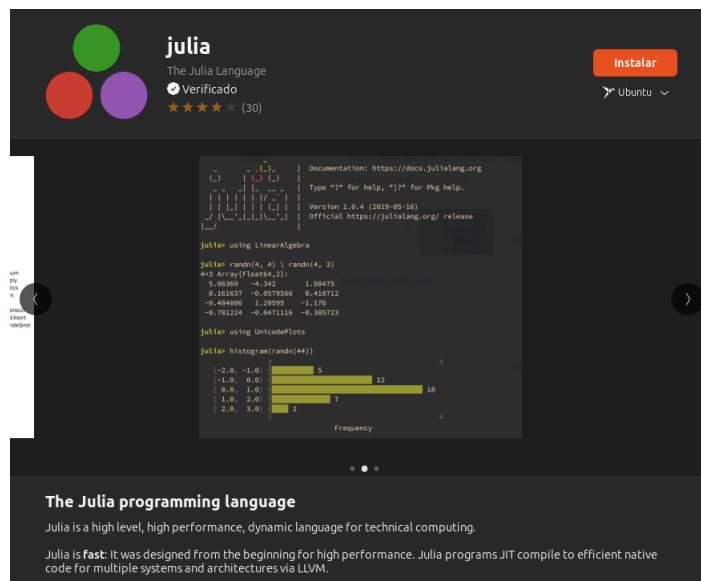 julia
The Julia Language
Verificado
(30)
Instalar
Ubuntu
Documentation: https://docs.julialang.org
Type "?" for help, "]?" for Pkg help.
Version 1.0.4 (2019-05-16)
Official https://julialang.org/ release
julia> using LinearAlgebra
julia> randn(4, 4) \ randn(4, 3)
4×3 Array{Float64,2}:
5.06369 -4.342 1.88475
0.161637 -0.0579566 0.418712
-0.484006 1.20595 -1.176
-0.781224 -0.0471116 -0.385723
julia> using UnicodePlots
julia> histogram(randn(44))
[-2.0, -1.0) 5
[-1.0, 0.0) 12
[ 0.0, 1.0) 18
[ 1.0, 2.0) 7
[ 2.0, 3.0) 2
Frequency
The Julia programming language
Julia is a high level, high performance, dynamic language for technical computing.
Julia is fast: It was designed from the beginning for high performance. Julia programs JIT compile to efficient native
code for multiple systems and architectures via LLVM.